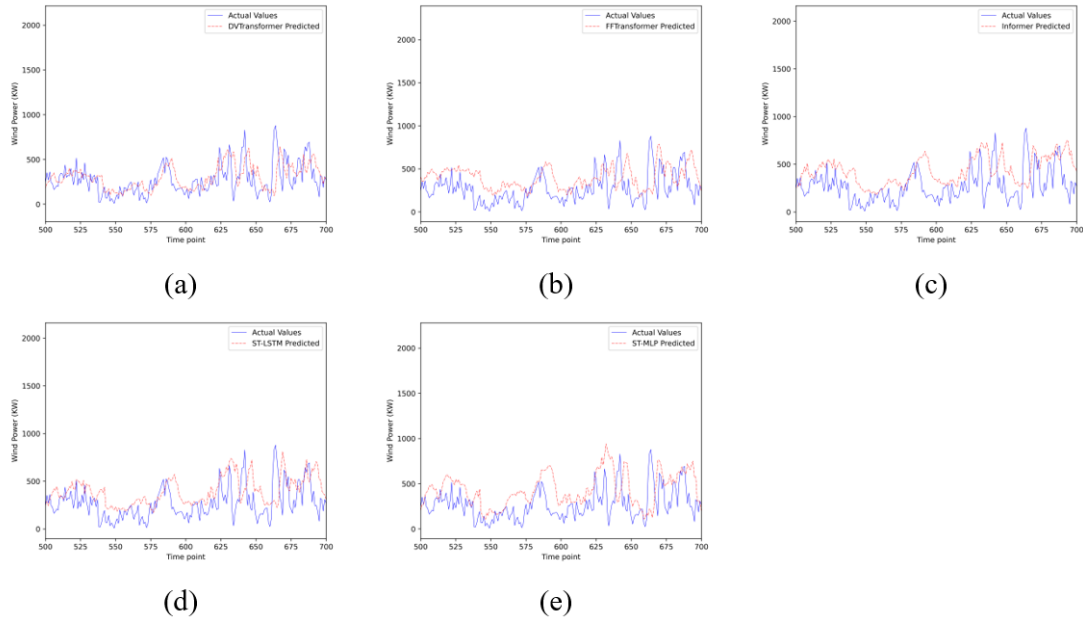 Actual Values
DVTransformer Predicted
2000
1500
1000
500
0
Wind Power (KW)
500 525 550 575 600 625 650 675 700
Time point
(a)
Actual Values
FFTransformer Predicted
2000
1500
1000
500
0
Wind Power (KW)
500 525 550 575 600 625 650 675 700
Time point
(b)
Actual Values
Informer Predicted
2000
1500
1000
500
0
Wind Power (KW)
500 525 550 575 600 625 650 675 700
Time point
(c)
Actual Values
ST-LSTM Predicted
2000
1500
1000
500
0
Wind Power (KW)
500 525 550 575 600 625 650 675 700
Time point
(d)
Actual Values
ST-MLP Predicted
2000
1500
1000
500
0
Wind Power (KW)
500 525 550 575 600 625 650 675 700
Time point
(e)